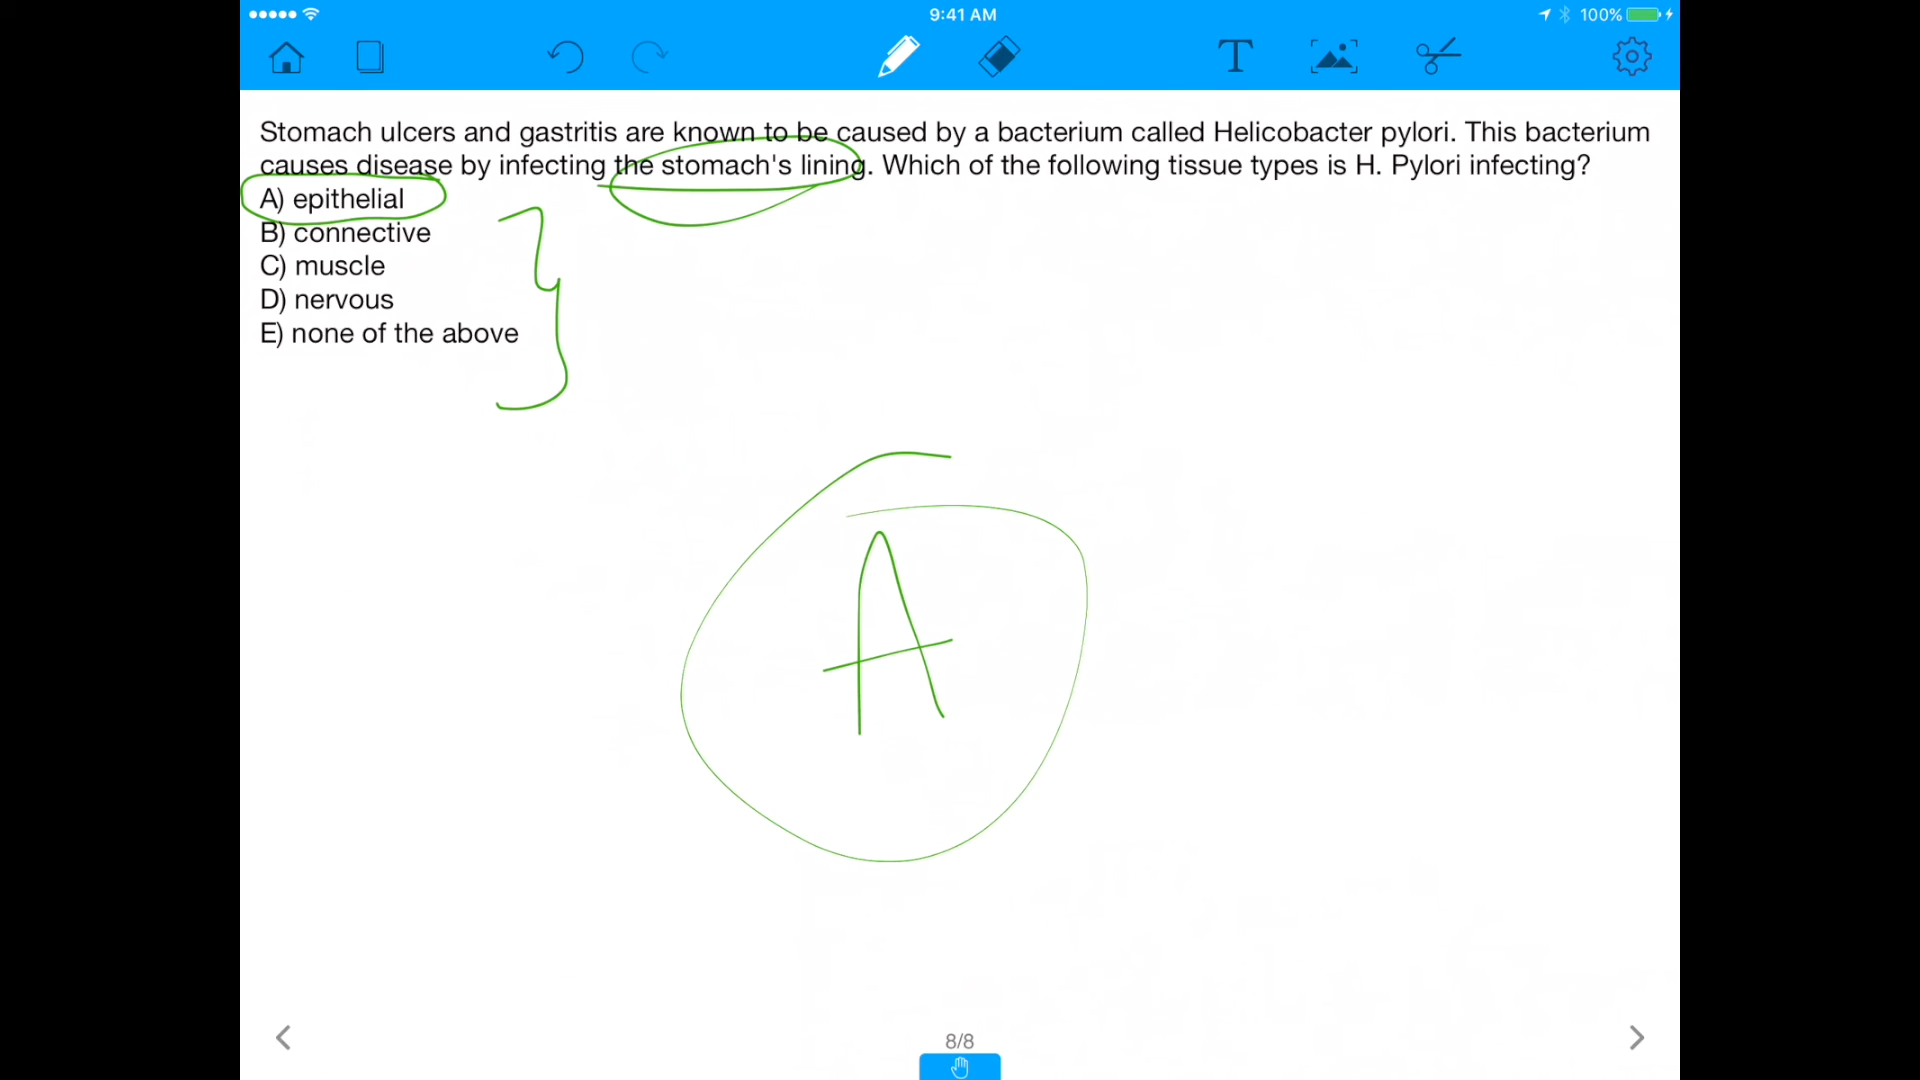 9:41 AM
100%
T
Stomach ulcers and gastritis are known to be caused by a bacterium called Helicobacter pylori. This bacterium
causes disease by infecting the stomach's lining. Which of the following tissue types is H. Pylori infecting?
A) epithelial
B) connective
C) muscle
D) nervous
E) none of the above
A
8/8